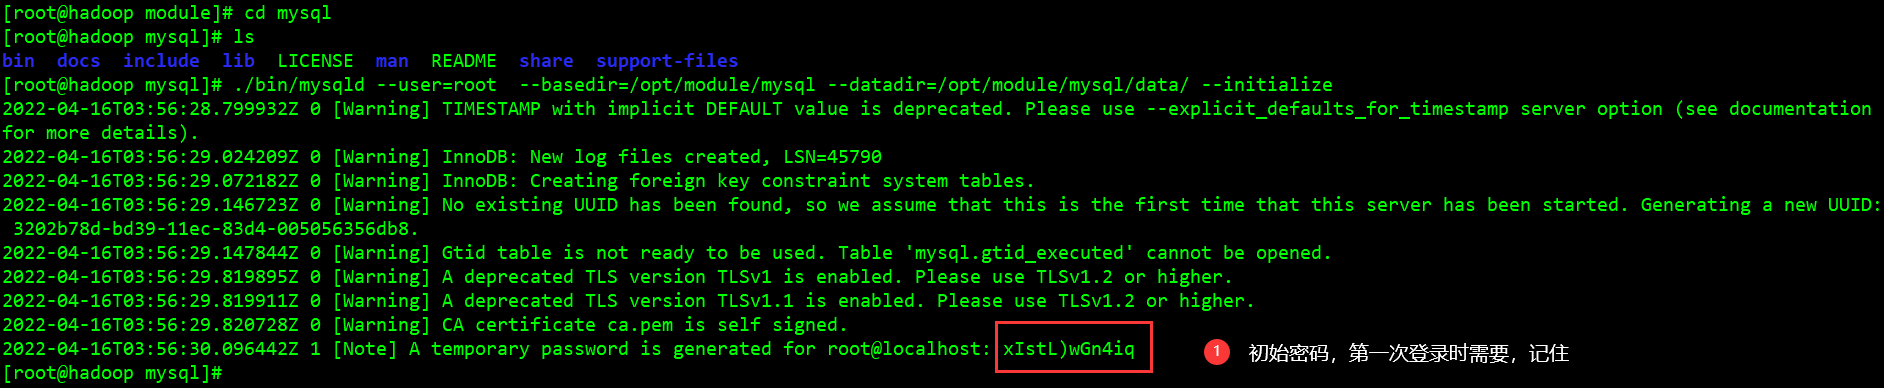 [root@hadoop module]# cd mysql
[root@hadoop mysql]# ls
bin docs include lib LICENSE man README share support-files
[root@hadoop mysql]# ./bin/mysqld --user=root  --basedir=/opt/module/mysql --datadir=/opt/module/mysql/data/ --initialize
2022-04-16T03:56:28.799932Z 0 [Warning] TIMESTAMP with implicit DEFAULT value is deprecated. Please use --explicit_defaults_for_timestamp server option (see documentation
for more details).
2022-04-16T03:56:29.024209Z 0 [Warning] InnoDB: New log files created, LSN=45790
2022-04-16T03:56:29.072182Z 0 [Warning] InnoDB: Creating foreign key constraint system tables.
2022-04-16T03:56:29.146723Z 0 [Warning] No existing UUID has been found, so we assume that this is the first time that this server has been started. Generating a new UUID:
3202b78d-bd39-11ec-83d4-005056356db8.
2022-04-16T03:56:29.147844Z 0 [Warning] Gtid table is not ready to be used. Table 'mysql.gtid_executed' cannot be opened.
2022-04-16T03:56:29.819895Z 0 [Warning] A deprecated TLS version TLSv1 is enabled. Please use TLSv1.2 or higher.
2022-04-16T03:56:29.819911Z 0 [Warning] A deprecated TLS version TLSv1.1 is enabled. Please use TLSv1.2 or higher.
2022-04-16T03:56:29.820728Z 0 [Warning] CA certificate ca.pem is self signed.
2022-04-16T03:56:30.096442Z 1 [Note] A temporary password is generated for root@localhost: xIstL)wGn4iq
1 初始密码，第一次登录时需要，记住
[root@hadoop mysql]#